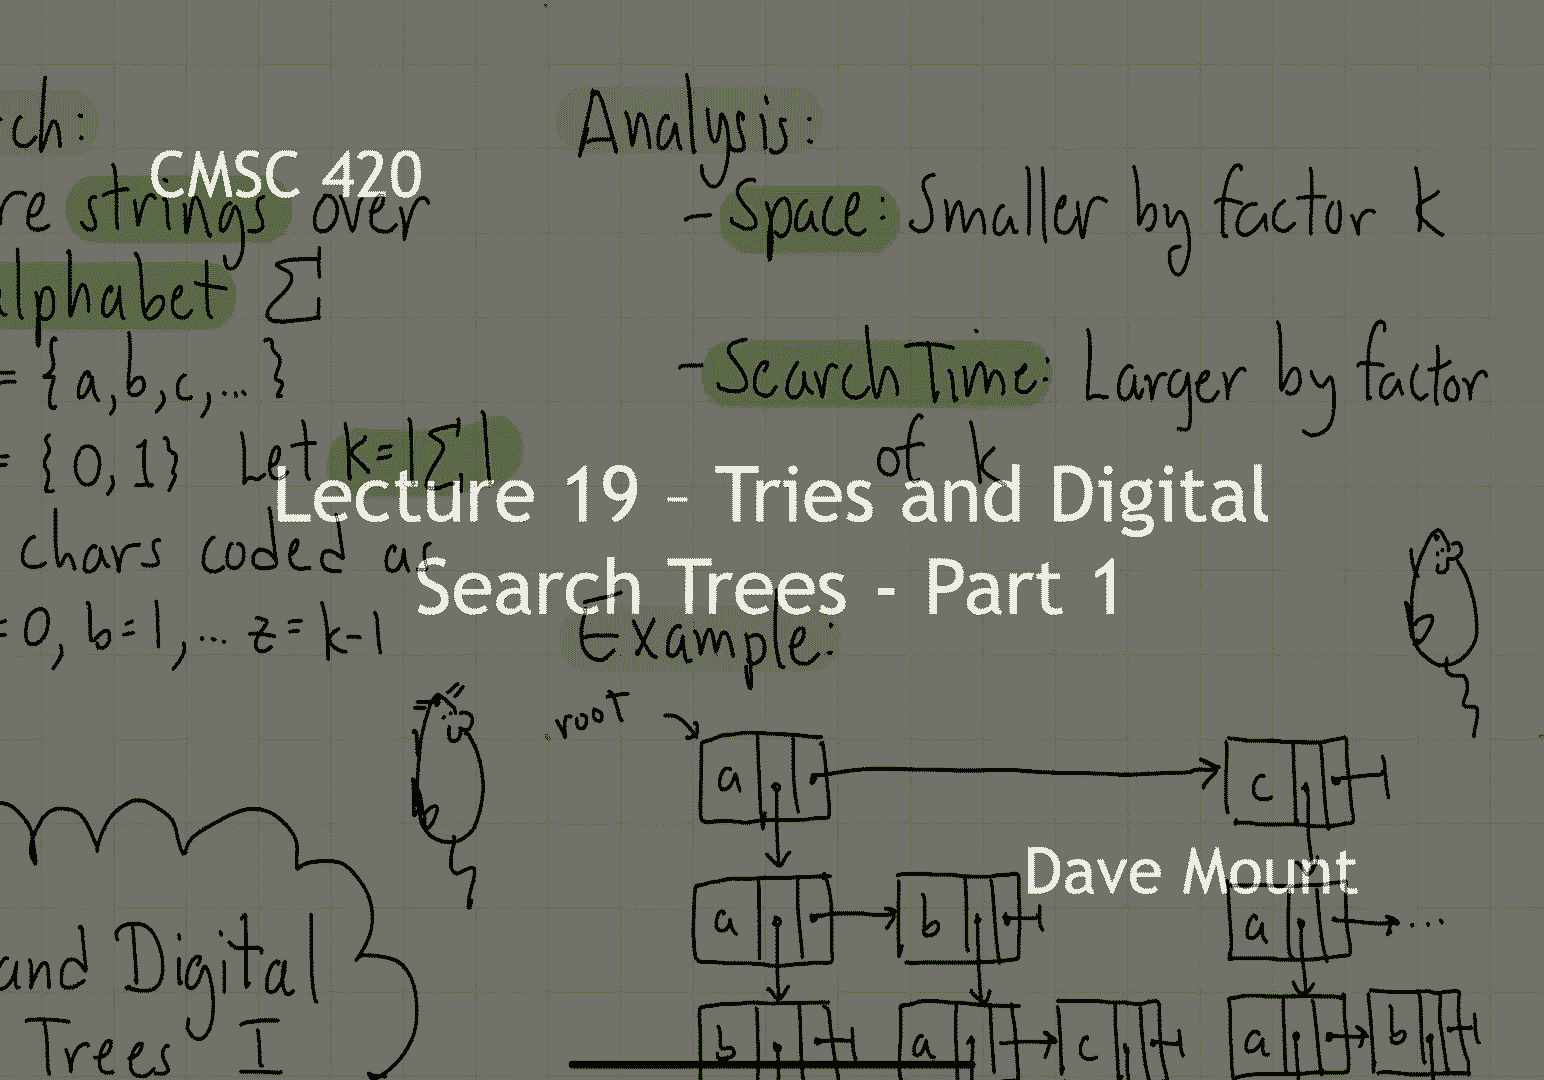 CMSC 420
Lecture 19 – Tries and Digital
Search Trees - Part 1
Dave Mount
ch:
re strings over
alphabet Σ
= {a,b,c,...}
= {0,1} Let k=|Σ|
chars coded as
=0, b=1,... z=k-1
and Digital
Trees I
Analysis:
- Space: Smaller by factor k
- Search Time: Larger by factor
of k
Example:
root
a c
a b a ...
b a c a b